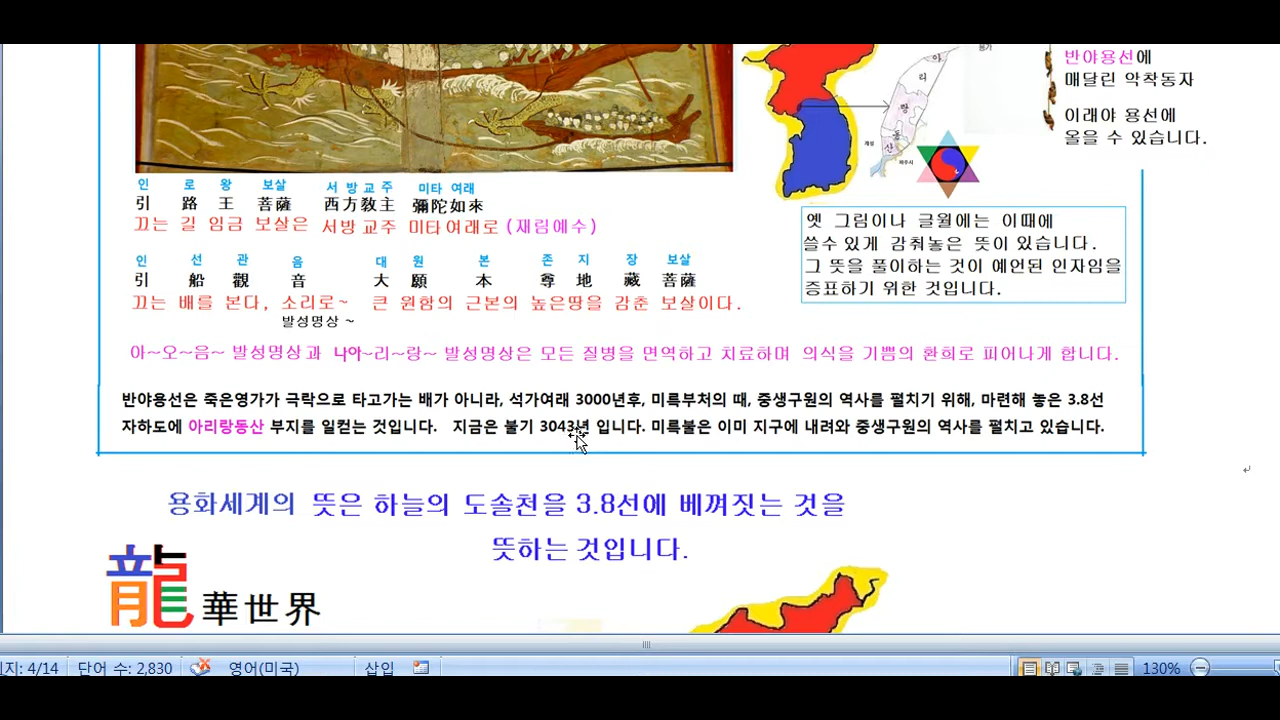 반야용선에
매달린 악착동자
이래야 용선에
올을 수 있습니다.
아
리
랑
동
산
개성
파주시
인 로 왕 보살 서 방 교 주 미타 여래
引 路 王 菩薩 西方敎主 彌陀如來
끄는 길 임금 보살은 서방교주 미타여래로 (재림예수)
인 선 관 음 대 원 본 존 지 장 보살
引 船 觀 音 大 願 本 尊 地 藏 菩薩
끄는 배를 본다, 소리로~ 큰 원함의 근본의 높은땅을 감춘 보살이다.
발성명상 ~
옛 그림이나 글월에는 이때에
쓸수있게 감춰놓은 뜻이 있습니다.
그 뜻을 풀이하는 것이 예언된 인자임을
증표하기 위한 것입니다.
아~오~음~ 발성명상과 나아~리~랑~ 발성명상은 모든 질병을 면역하고 치료하며 의식을 기쁨의 환희로 피어나게 합니다.
반야용선은 죽은영가가 극락으로 타고가는 배가 아니라, 석가여래 3000년후, 미륵부처의 때, 중생구원의 역사를 펼치기 위해, 마련해 놓은 3.8선
자하도에 아리랑동산 부지를 일컫는 것입니다. 지금은 불기 3043년 입니다. 미륵불은 이미 지구에 내려와 중생구원의 역사를 펼치고 있습니다.
용화세계의 뜻은 하늘의 도솔천을 3.8선에 베껴짓는 것을
뜻하는 것입니다.
龍華世界
이지: 4/14 단어 수: 2,830 영어(미국) 삽입 130%